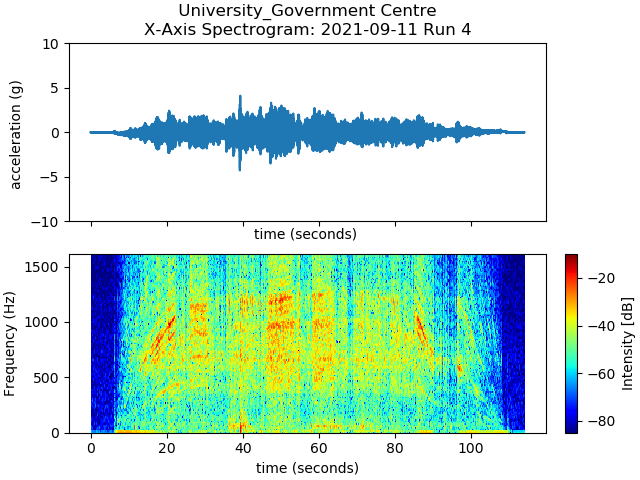 University_Government Centre
X-Axis Spectrogram: 2021-09-11 Run 4
10
5
0
−5
−10
acceleration (g)
time (seconds)
1500
1000
500
0
Frequency (Hz)
0 20 40 60 80 100
time (seconds)
−20
−40
−60
−80
Intensity [dB]